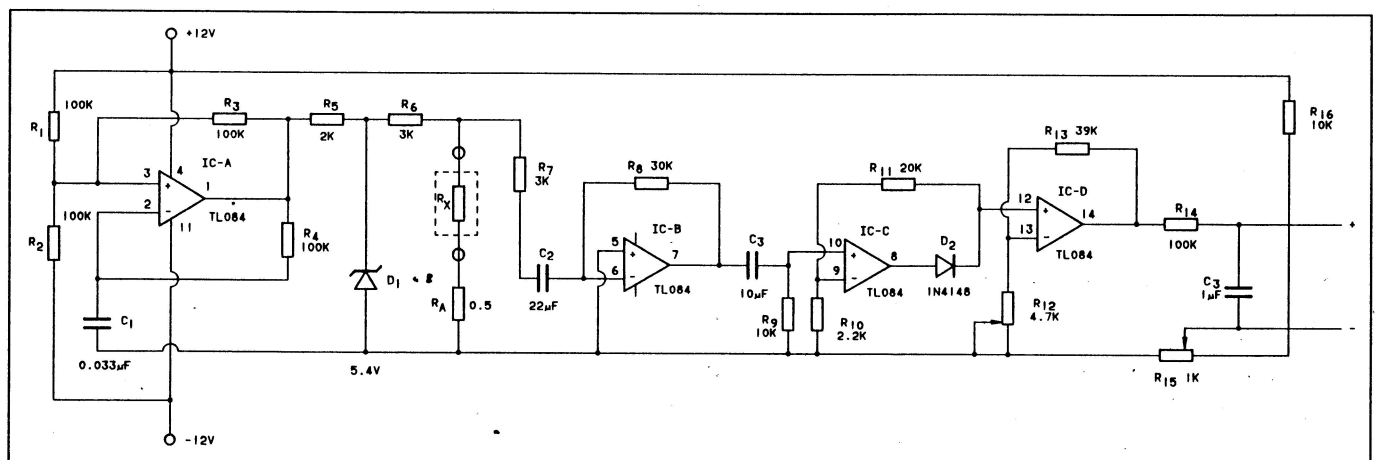 +12V
100K
R1
R3
100K
R5
2K
R6
3K
IC-A
3
4
+
1
2
-
11
TL084
100K
R2
R4
100K
C1
0.033μF
D1
5.4V
-12V
RX
RA
0.5
R7
3K
C2
22μF
R8 30K
IC-B
5
+
7
6
-
TL084
C3
10μF
R9
10K
R11 20K
IC-C
10
+
8
9
-
TL084
D2
1N4148
R10
2.2K
R13 39K
IC-D
12
+
14
13
-
TL084
R12
4.7K
R14
100K
R16
10K
+
C3
1μF
-
R15 1K